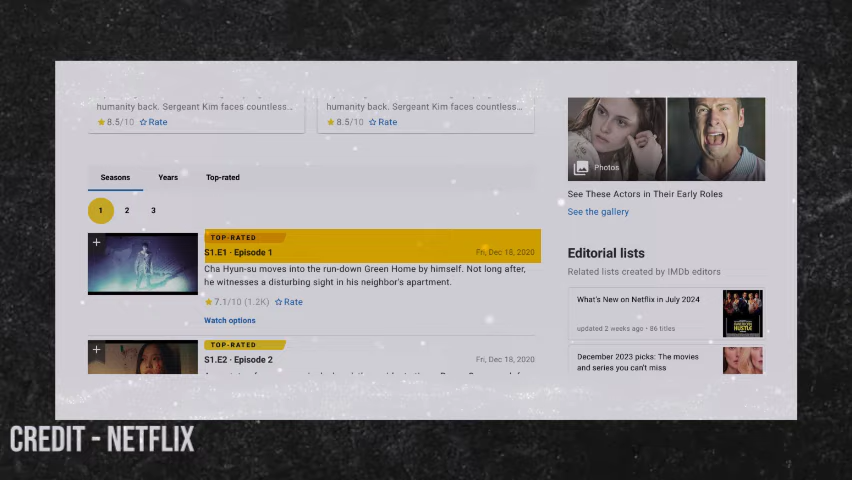 humanity back. Sergeant Kim faces countless...
8.5/10 Rate
humanity back. Sergeant Kim faces countless...
8.5/10 Rate
Photos
See These Actors in Their Early Roles
See the gallery
Seasons Years Top-rated
1 2 3
TOP-RATED
S1.E1 · Episode 1 Fri, Dec 18, 2020
Cha Hyun-su moves into the run-down Green Home by himself. Not long after,
he witnesses a disturbing sight in his neighbor's apartment.
7.1/10 (1.2K) Rate
Watch options
TOP-RATED
S1.E2 · Episode 2 Fri, Dec 18, 2020
Editorial lists
Related lists created by IMDb editors
What's New on Netflix in July 2024
updated 2 weeks ago • 86 titles
HUSTLE
December 2023 picks: The movies
and series you can't miss
CREDIT - NETFLIX